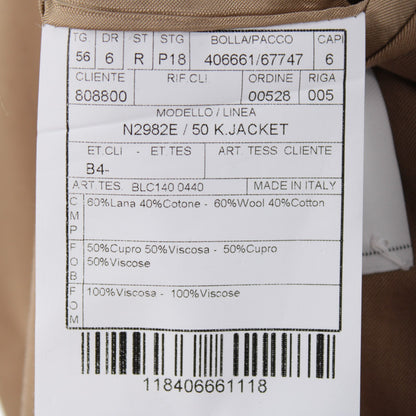 TG DR ST STG BOLLA/PACCO CAPI
56 6 R P18 406661/67747 6
CLIENTE RIF.CLI ORDINE RIGA
808800 00528 005
MODELLO / LINEA
N2982E / 50 K.JACKET
ET.CLI - ET TES ART. TESS CLIENTE
B4-
ART.TES. BLC140 0440 MADE IN ITALY
CMP 60%Lana 40%Cotone - 60%Wool 40%Cotton
FOB 50%Cupro 50%Viscosa - 50%Cupro
50%Viscose
FOM 100%Viscosa - 100%Viscose
118406661118